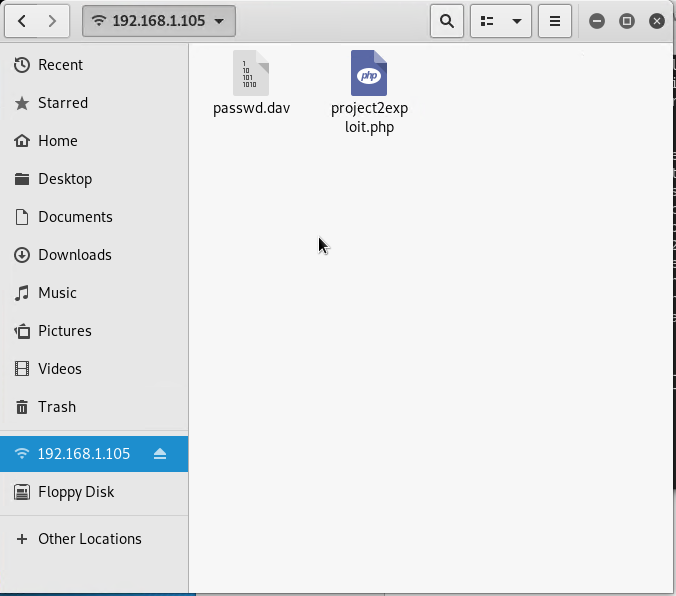 192.168.1.105
Recent
Starred
Home
Desktop
Documents
Downloads
Music
Pictures
Videos
Trash
192.168.1.105
Floppy Disk
Other Locations
1
10
101
1010
passwd.dav
php
project2exp
loit.php